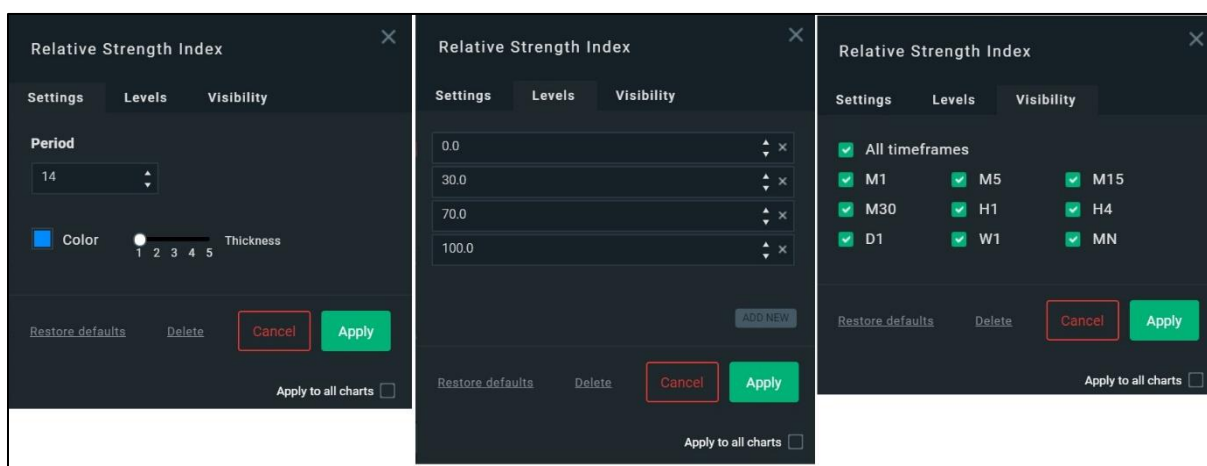 Relative Strength Index
Settings Levels Visibility
Period
14
Color
Thickness
1 2 3 4 5
Restore defaults Delete Cancel Apply
Apply to all charts
Relative Strength Index
Settings Levels Visibility
0.0
30.0
70.0
100.0
ADD NEW
Restore defaults Delete Cancel Apply
Apply to all charts
Relative Strength Index
Settings Levels Visibility
All timeframes
M1 M5 M15
M30 H1 H4
D1 W1 MN
Restore defaults Delete Cancel Apply
Apply to all charts